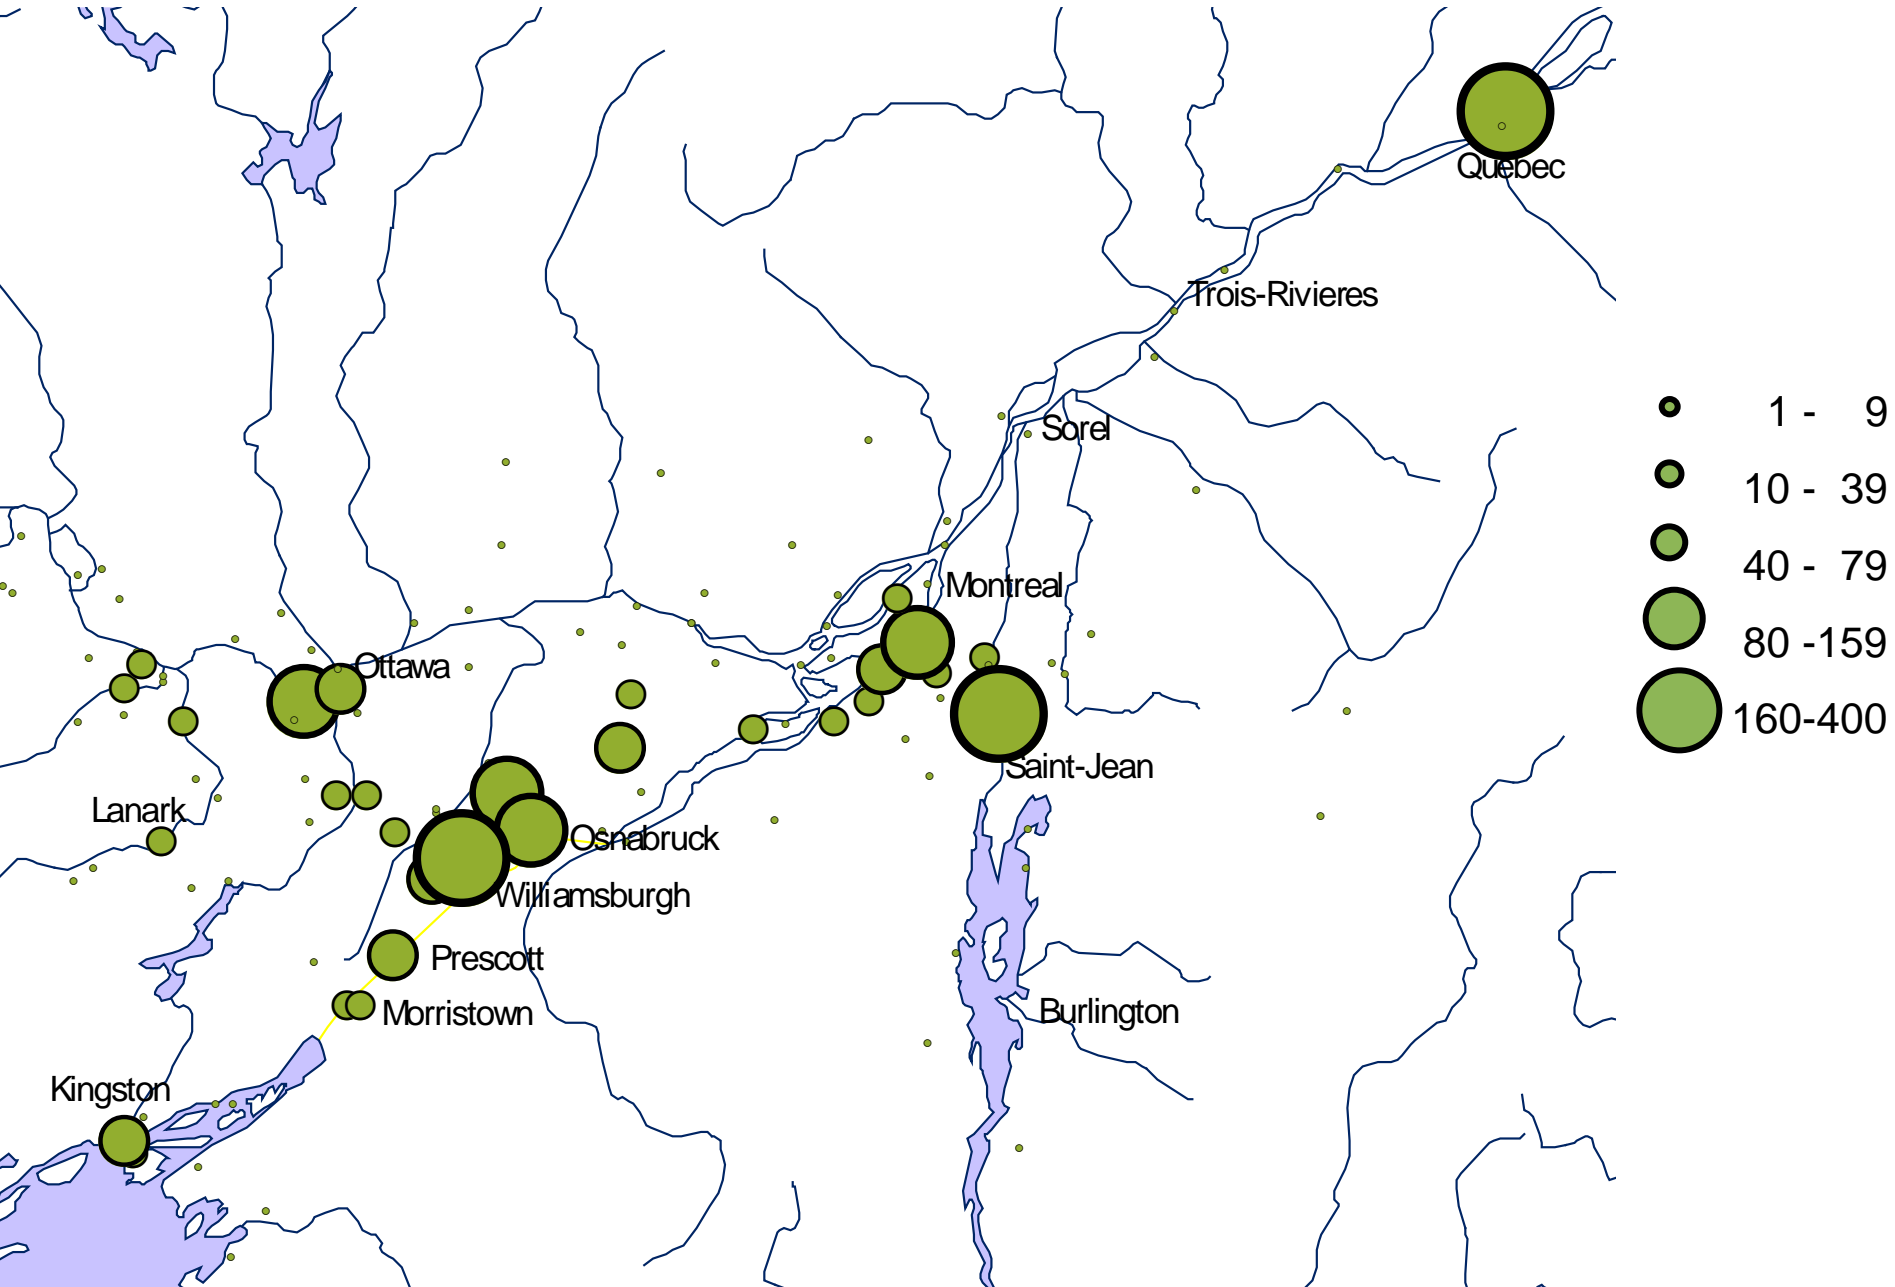 Quebec
Trois-Rivieres
Sorel
Montreal
Ottawa
Saint-Jean
Lanark
Osnabruck
Williamsburgh
Prescott
Morristown
Burlington
Kingston
1 - 9
10 - 39
40 - 79
80 -159
160-400